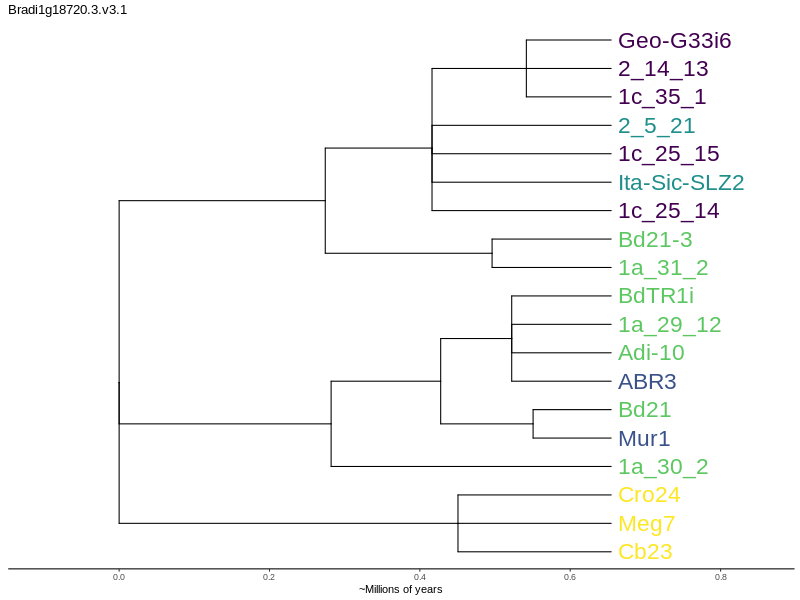 Bradi1g18720.3.v3.1
Geo-G33i6
2_14_13
1c_35_1
2_5_21
1c_25_15
Ita-Sic-SLZ2
1c_25_14
Bd21-3
1a_31_2
BdTR1i
1a_29_12
Adi-10
ABR3
Bd21
Mur1
1a_30_2
Cro24
Meg7
Cb23
0.0 0.2 0.4 0.6 0.8
~Millions of years